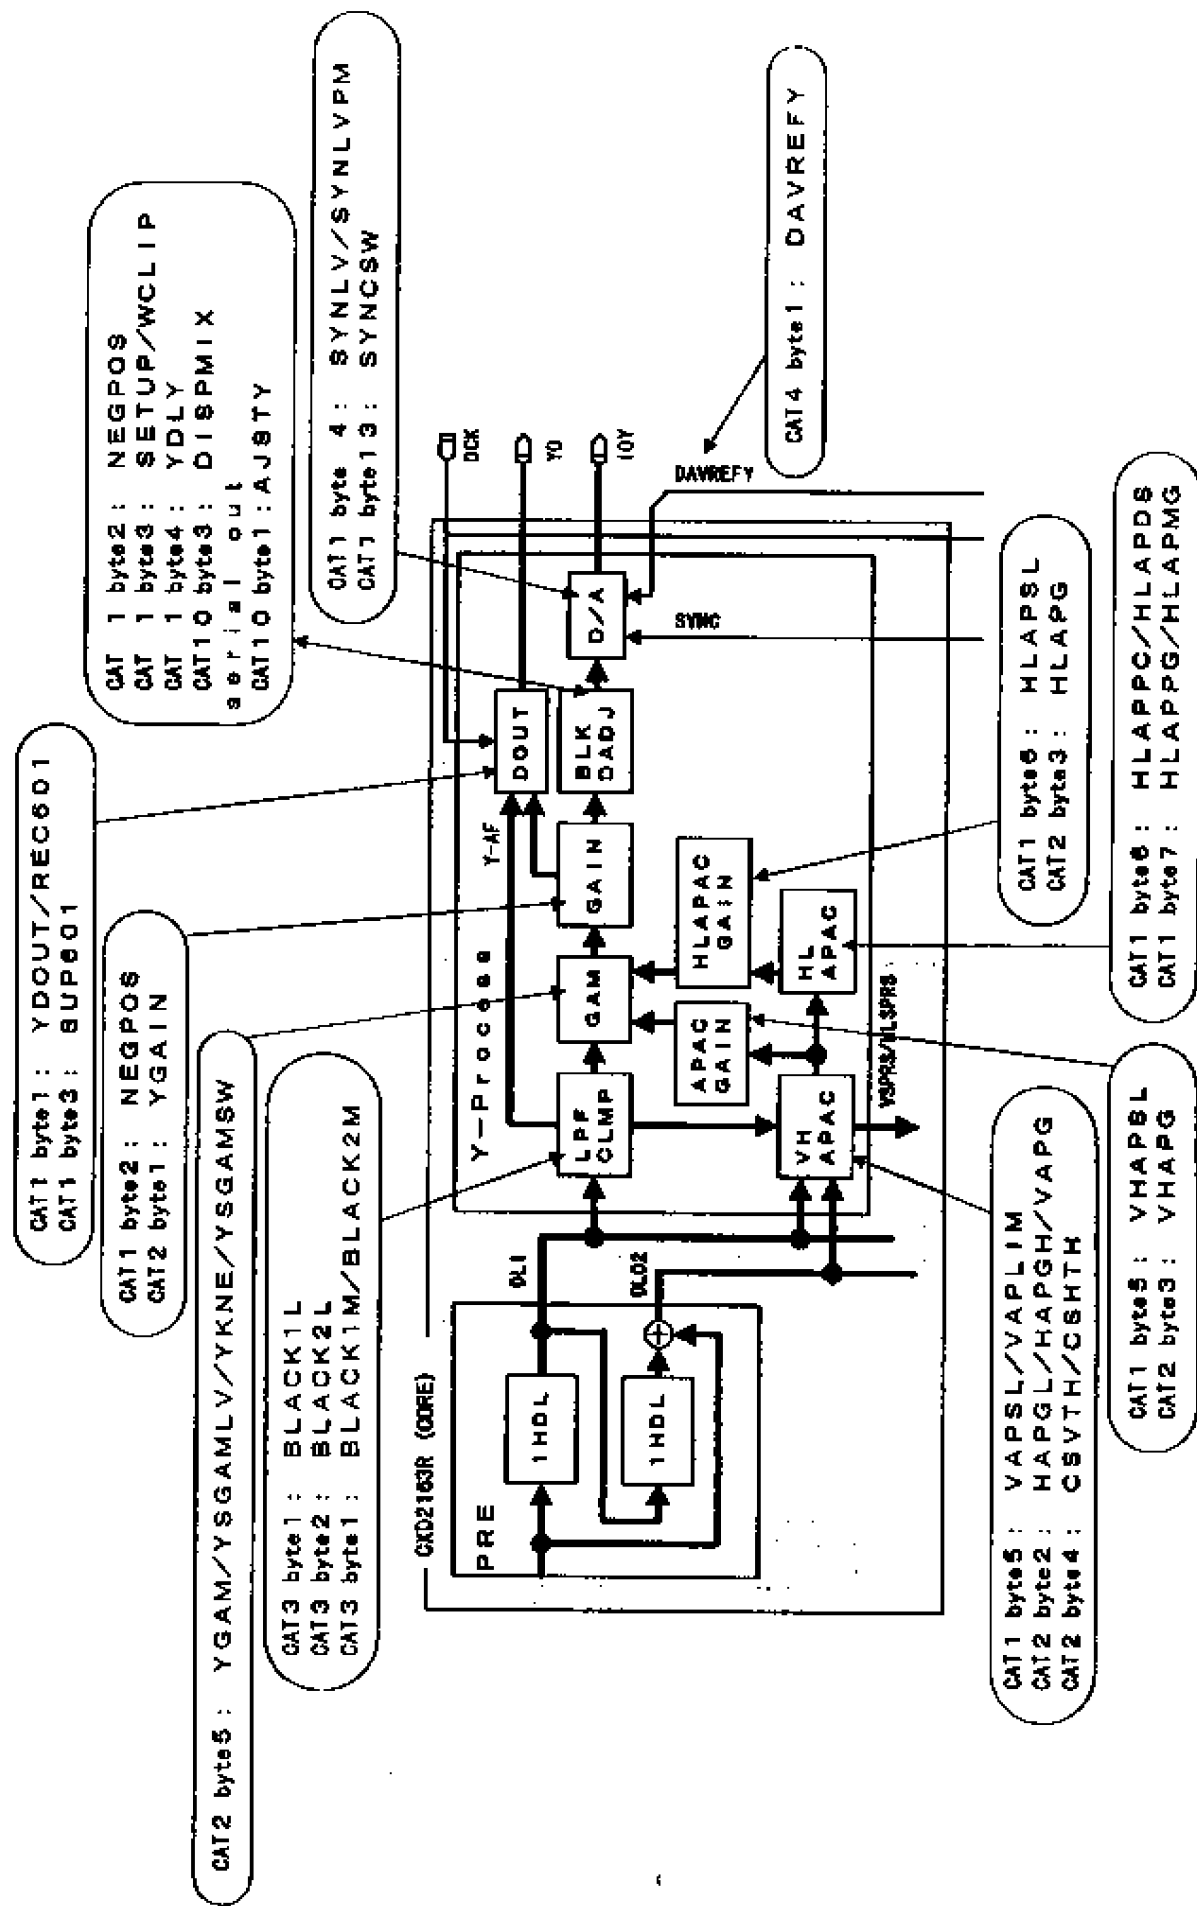 CAT1 byte1: YDOUT/REC601
CAT1 byte3: SUP601
CAT1 byte2: NEGPOS
CAT2 byte1: YGAIN
CAT2 byte5: YGAM/YSGAMLV/YKNE/YSGAMSW
CAT3 byte1: BLACK1L
CAT3 byte2: BLACK2L
CAT3 byte1: BLACK1M/BLACK2M
CAT 1 byte2: NEGPOS
CAT 1 byte3: SETUP/WCLIP
CAT 1 byte4: YDLY
CAT10 byte3: DISPMIX
serial out
CAT10 byte1:AJSTY
CAT1 byte 4: SYNLV/SYNLVPM
CAT1 byte13: SYNCSW
CAT4 byte1: DAVREFY
CXD2163R (CORE)
PRE
1HDL
1HDL
DL1
DLD2
Y-Process
Y-AF
LPF
CLMP
GAM
GAIN
DOUT
BLK
DADJ
D/A
DCK
YO
IOY
DAVREFY
SYNC
APAC
GAIN
HLAPAC
GAIN
VH
APAC
HL
APAC
VSPRS/HLSPRS
CAT1 byte5: VAPSL/VAPLIM
CAT2 byte2: HAPGL/HAPGH/VAPG
CAT2 byte4: CSVTH/CSHTH
CAT1 byte5: VHAPSL
CAT2 byte3: VHAPG
CAT1 byte6: HLAPSL
CAT2 byte3: HLAPG
CAT1 byte6: HLAPPC/HLAPDS
CAT1 byte7: HLAPPG/HLAPMG